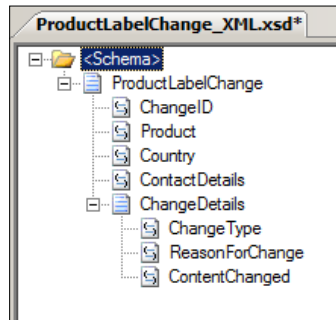 ProductLabelChange_XML.xsd*
<Schema>
ProductLabelChange
ChangeID
Product
Country
ContactDetails
ChangeDetails
ChangeType
ReasonForChange
ContentChanged